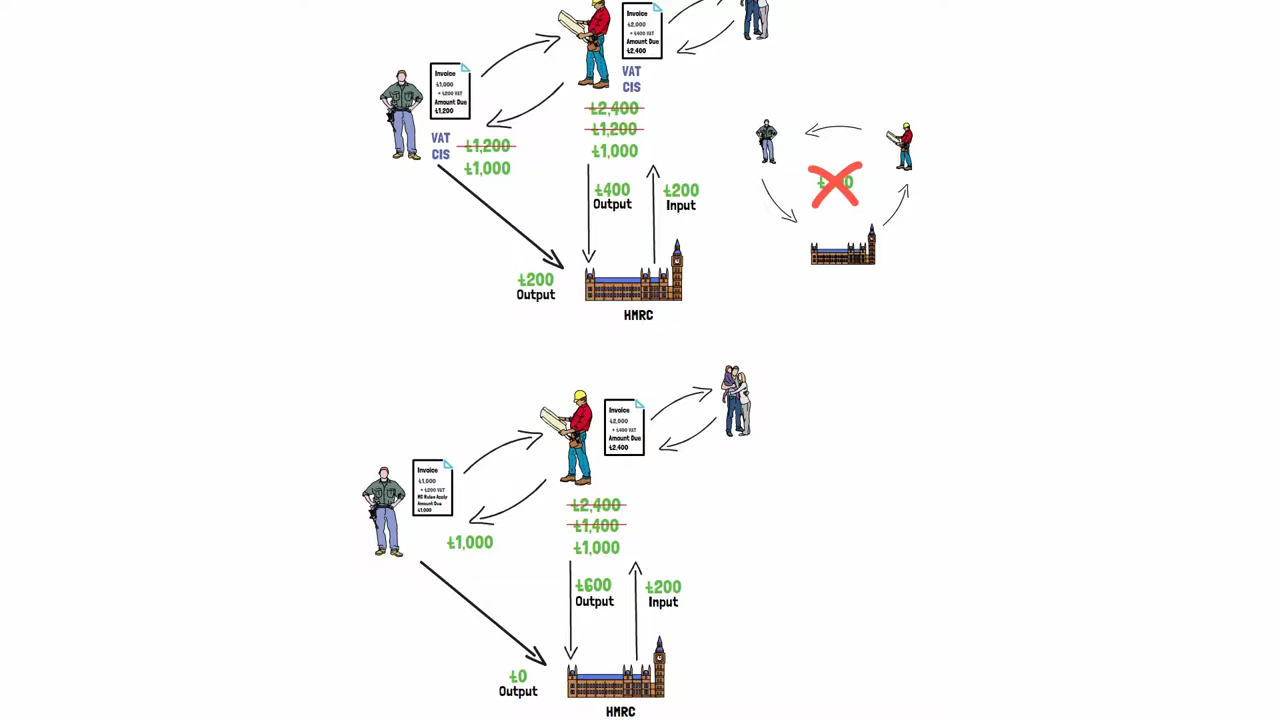 Invoice
£2,000
+ £400 VAT
Amount Due
£2,400
Invoice
£1,000
+ £200 VAT
Amount Due
£1,200
VAT
CIS
£2,400
£1,200
£1,000
VAT
CIS
£1,200
£1,000
£400
Output
£200
Input
£200
Output
HMRC
Invoice
£2,000
+ £400 VAT
Amount Due
£2,400
Invoice
£1,000
+ £200 VAT
RC Rules Apply
Amount Due
£1,000
£2,400
£1,400
£1,000
£1,000
£600
Output
£200
Input
£0
Output
HMRC